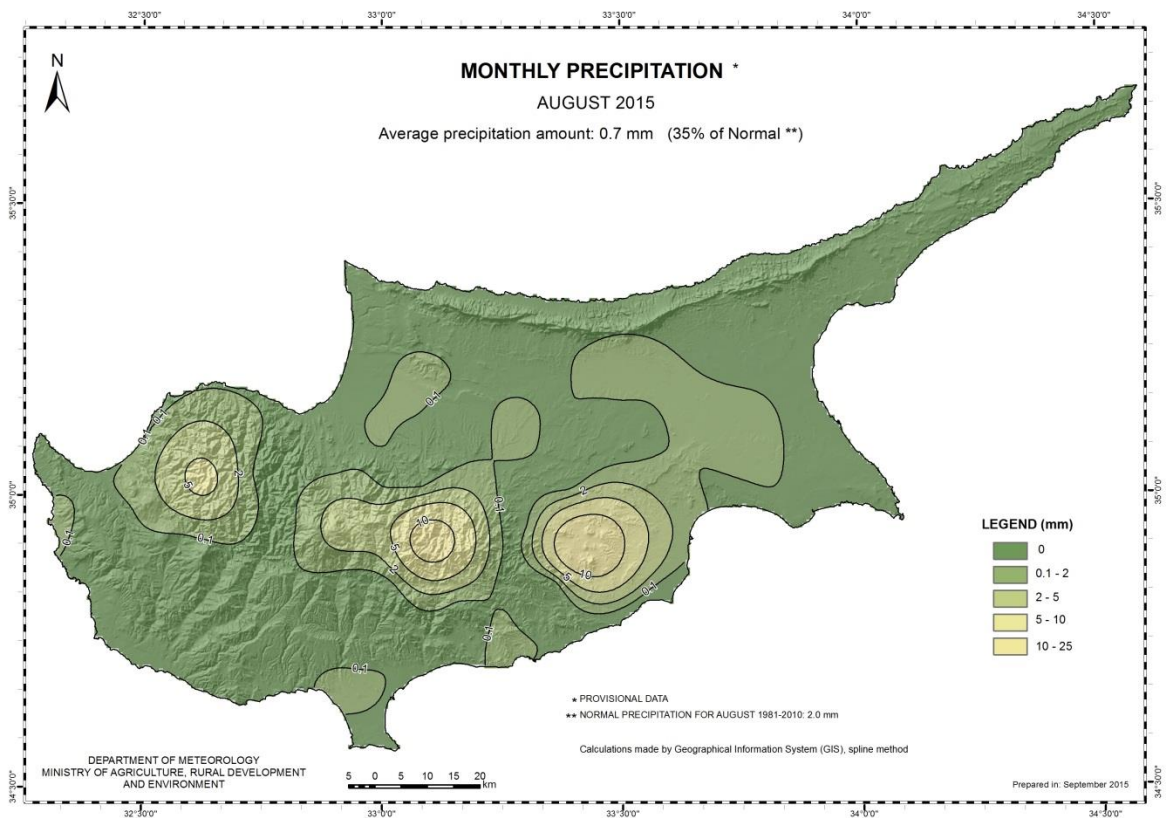 32°30'0" 33°0'0" 33°30'0" 34°0'0" 34°30'0"
N
MONTHLY PRECIPITATION *
AUGUST 2015
Average precipitation amount: 0.7 mm (35% of Normal **)
35°30'0" 35°30'0"
0.1
0.1 0.1
2
5
0.1
0.1
0.1
10
5
2
2
5 10
0.1
0.1
0.1
35°0'0" 35°0'0"
LEGEND (mm)
0
0.1 - 2
2 - 5
5 - 10
10 - 25
* PROVISIONAL DATA
** NORMAL PRECIPITATION FOR AUGUST 1981-2010: 2.0 mm
Calculations made by Geographical Information System (GIS), spline method
DEPARTMENT OF METEOROLOGY
MINISTRY OF AGRICULTURE, RURAL DEVELOPMENT
AND ENVIRONMENT
5 0 5 10 15 20
km
Prepared in: September 2015
34°30'0" 34°30'0"
32°30'0" 33°0'0" 33°30'0" 34°0'0" 34°30'0"